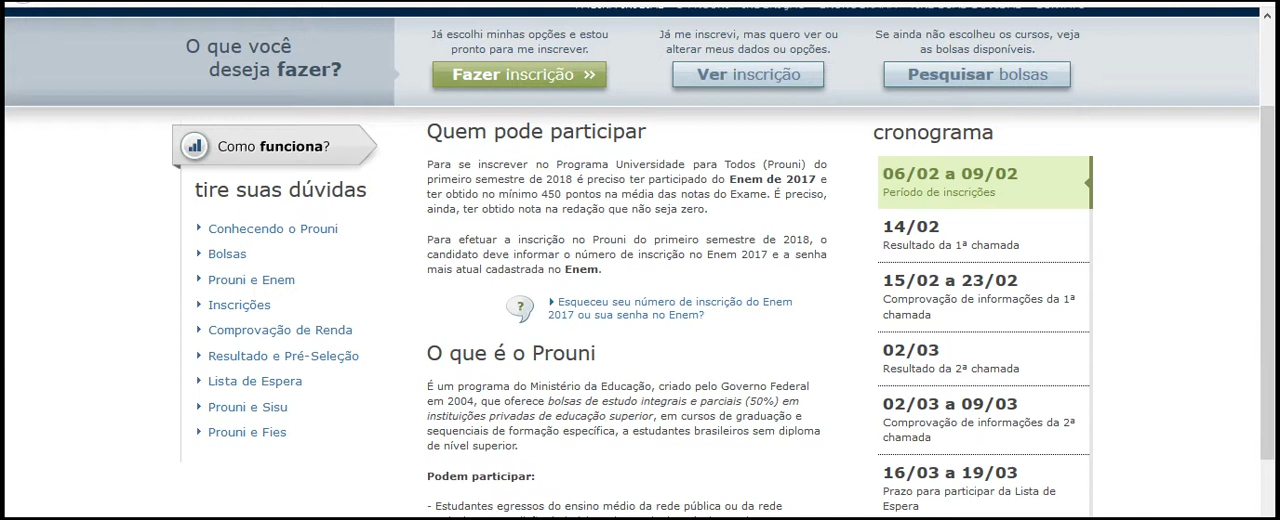 O que você
deseja fazer?
Já escolhi minhas opções e estou
pronto para me inscrever.
Fazer inscrição »
Já me inscrevi, mas quero ver ou
alterar meus dados ou opções.
Ver inscrição
Se ainda não escolheu os cursos, veja
as bolsas disponíveis.
Pesquisar bolsas
Como funciona?
tire suas dúvidas
Conhecendo o Prouni
Bolsas
Prouni e Enem
Inscrições
Comprovação de Renda
Resultado e Pré-Seleção
Lista de Espera
Prouni e Sisu
Prouni e Fies
Quem pode participar
Para se inscrever no Programa Universidade para Todos (Prouni) do
primeiro semestre de 2018 é preciso ter participado do Enem de 2017 e
ter obtido no mínimo 450 pontos na média das notas do Exame. É preciso,
ainda, ter obtido nota na redação que não seja zero.
Para efetuar a inscrição no Prouni do primeiro semestre de 2018, o
candidato deve informar o número de inscrição no Enem 2017 e a senha
mais atual cadastrada no Enem.
?
Esqueceu seu número de inscrição do Enem
2017 ou sua senha no Enem?
O que é o Prouni
É um programa do Ministério da Educação, criado pelo Governo Federal
em 2004, que oferece bolsas de estudo integrais e parciais (50%) em
instituições privadas de educação superior, em cursos de graduação e
sequenciais de formação específica, a estudantes brasileiros sem diploma
de nível superior.
Podem participar:
- Estudantes egressos do ensino médio da rede pública ou da rede
cronograma
06/02 a 09/02
Período de inscrições
14/02
Resultado da 1ª chamada
15/02 a 23/02
Comprovação de informações da 1ª
chamada
02/03
Resultado da 2ª chamada
02/03 a 09/03
Comprovação de informações da 2ª
chamada
16/03 a 19/03
Prazo para participar da Lista de
Espera